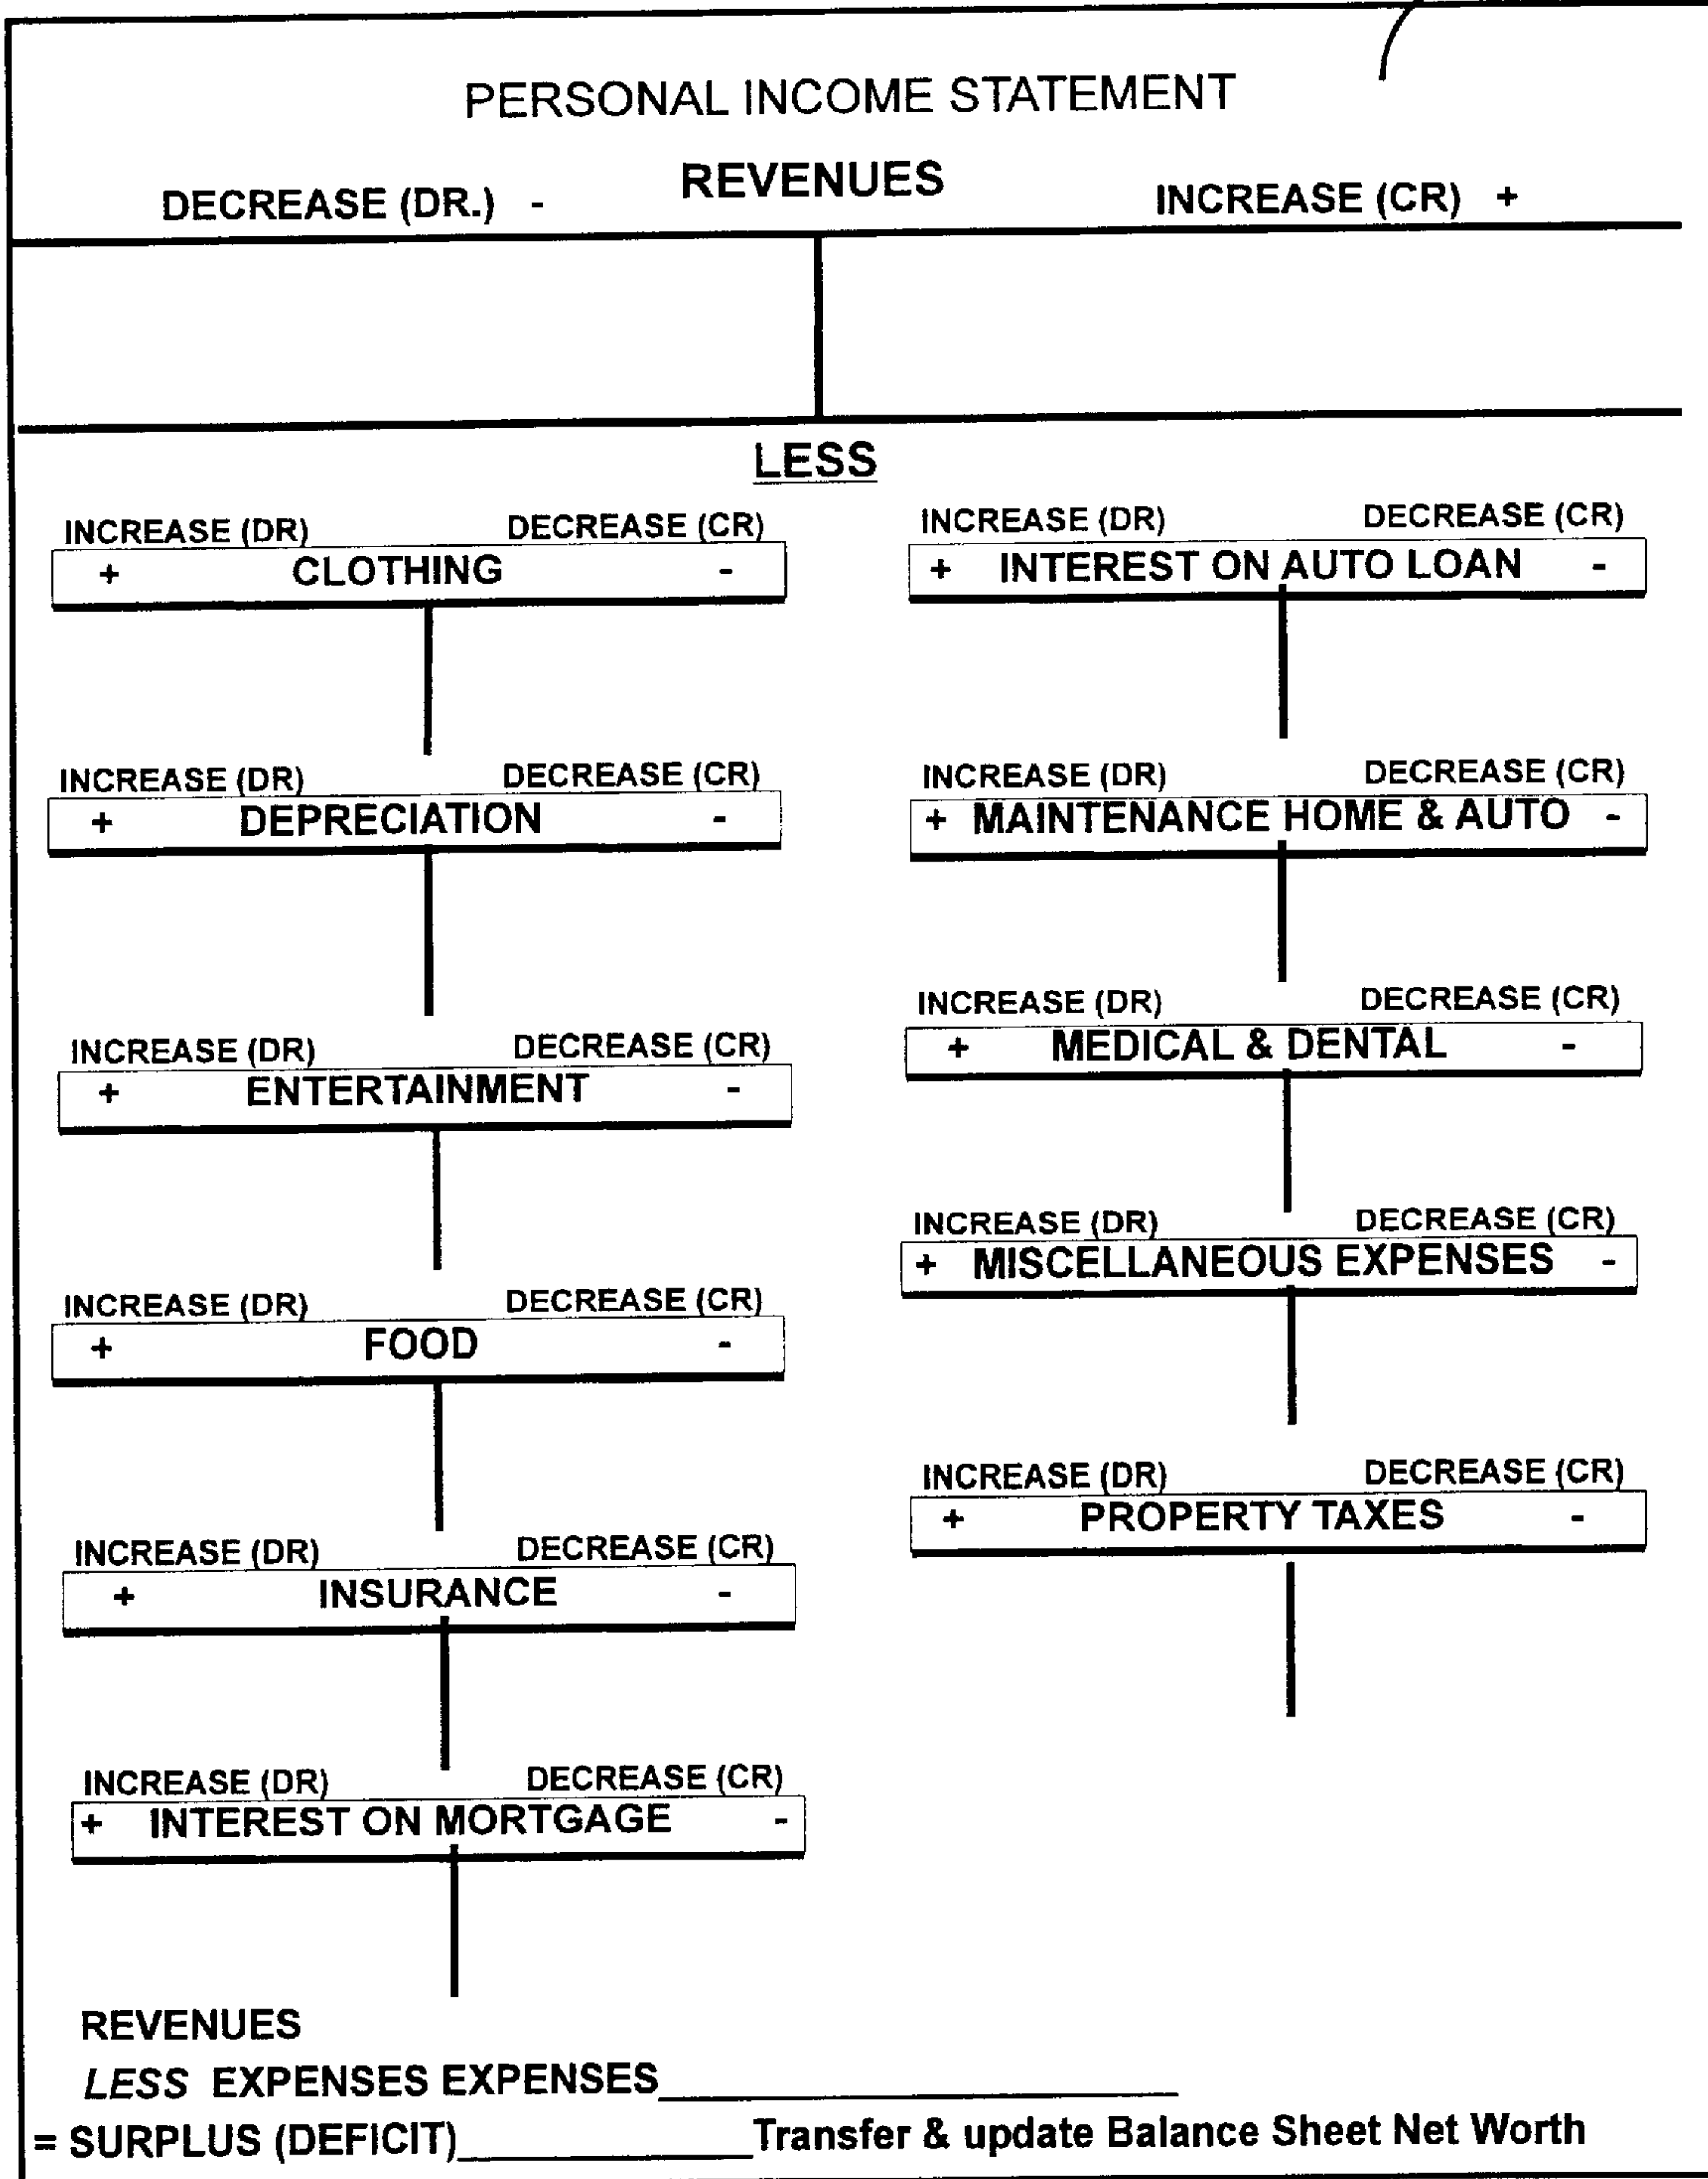 PERSONAL INCOME STATEMENT
REVENUES
DECREASE (DR.) - INCREASE (CR) +
LESS
INCREASE (DR) DECREASE (CR)
+ CLOTHING -
INCREASE (DR) DECREASE (CR)
+ DEPRECIATION -
INCREASE (DR) DECREASE (CR)
+ ENTERTAINMENT -
INCREASE (DR) DECREASE (CR)
+ FOOD -
INCREASE (DR) DECREASE (CR)
+ INSURANCE -
INCREASE (DR) DECREASE (CR)
+ INTEREST ON MORTGAGE -
INCREASE (DR) DECREASE (CR)
+ INTEREST ON AUTO LOAN -
INCREASE (DR) DECREASE (CR)
+ MAINTENANCE HOME & AUTO -
INCREASE (DR) DECREASE (CR)
+ MEDICAL & DENTAL -
INCREASE (DR) DECREASE (CR)
+ MISCELLANEOUS EXPENSES -
INCREASE (DR) DECREASE (CR)
+ PROPERTY TAXES -
REVENUES
LESS EXPENSES EXPENSES
= SURPLUS (DEFICIT) Transfer & update Balance Sheet Net Worth